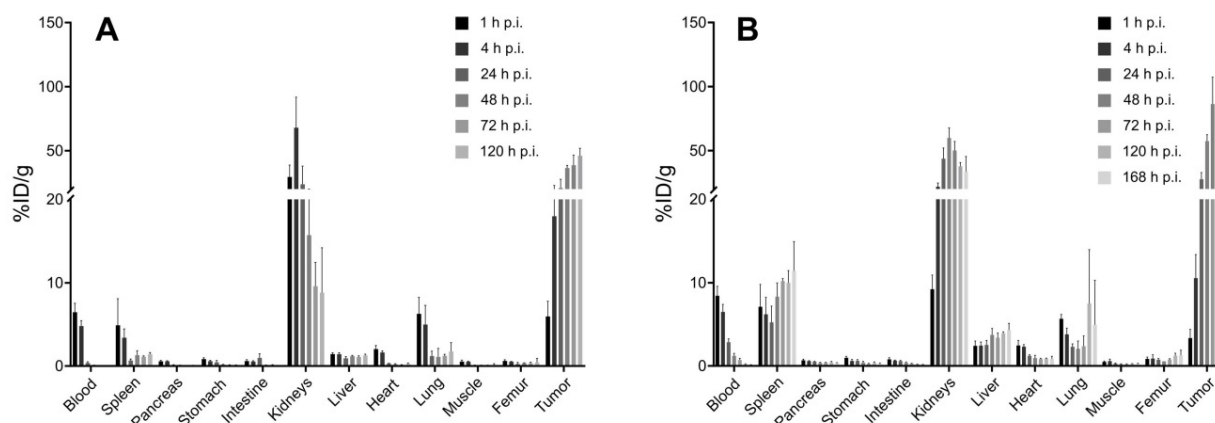 A
%ID/g
150
100
50
20
10
0
1 h p.i.
4 h p.i.
24 h p.i.
48 h p.i.
72 h p.i.
120 h p.i.
Blood
Spleen
Pancreas
Stomach
Intestine
Kidneys
Liver
Heart
Lung
Muscle
Femur
Tumor
B
%ID/g
150
100
50
20
10
0
1 h p.i.
4 h p.i.
24 h p.i.
48 h p.i.
72 h p.i.
120 h p.i.
168 h p.i.
Blood
Spleen
Pancreas
Stomach
Intestine
Kidneys
Liver
Heart
Lung
Muscle
Femur
Tumor